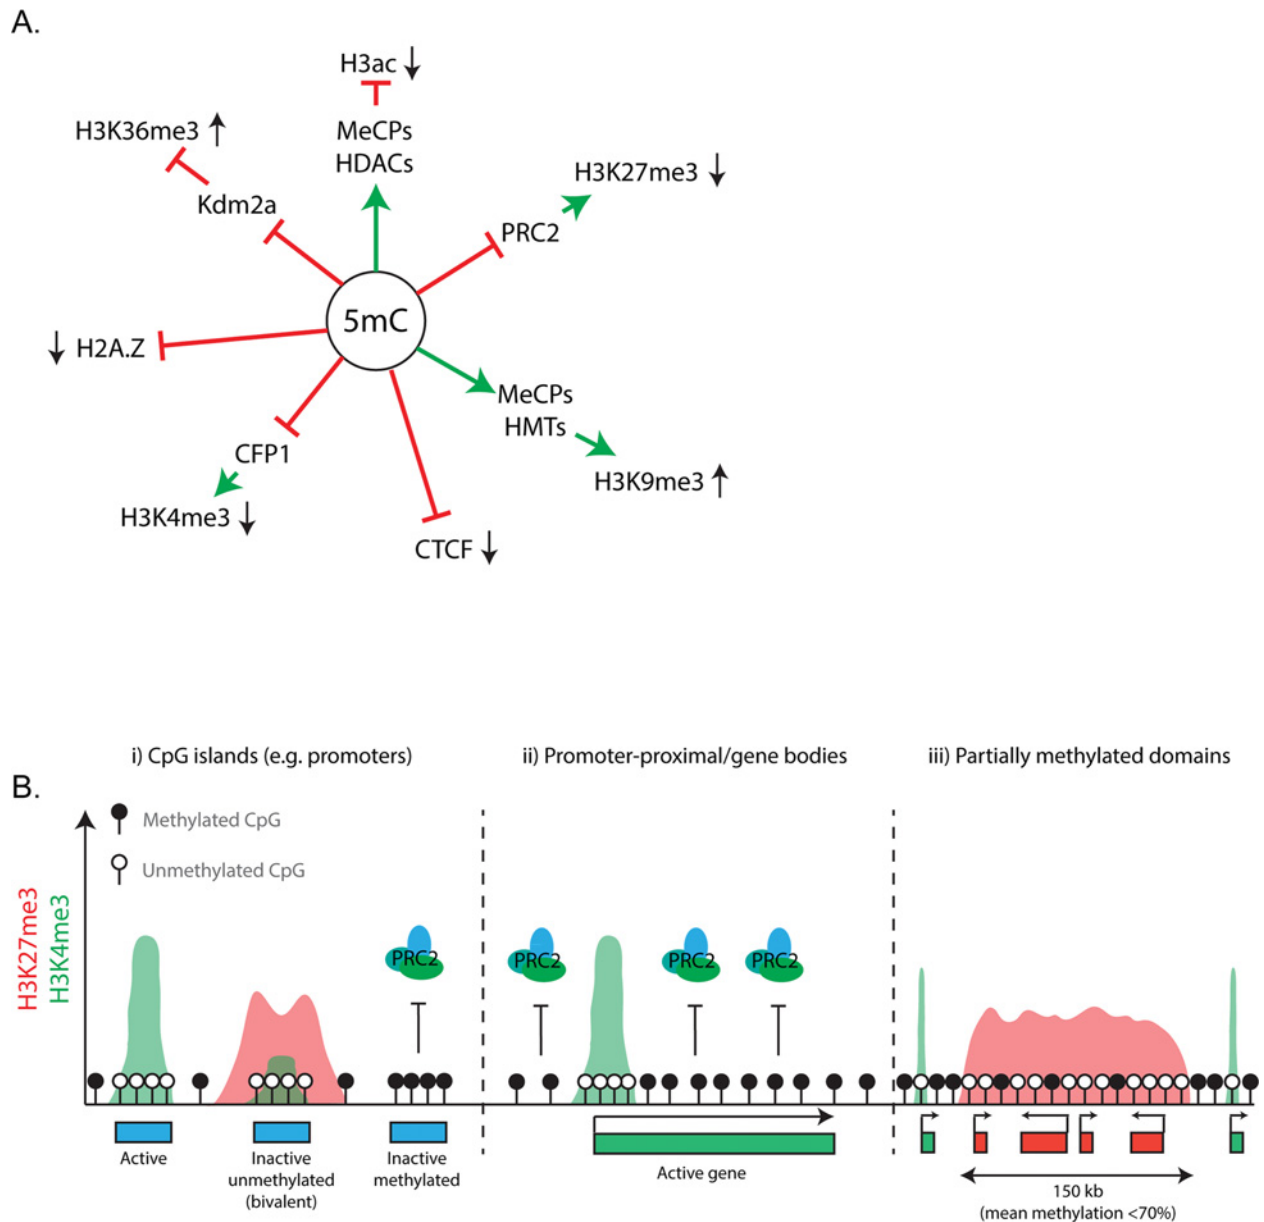 A.
H3ac ↓
H3K36me3 ↑
MeCPs
HDACs
H3K27me3 ↓
Kdm2a
PRC2
5mC
↓ H2A.Z
MeCPs
HMTs
CFP1
H3K9me3 ↑
H3K4me3 ↓
CTCF ↓
i) CpG islands (e.g. promoters)
ii) Promoter-proximal/gene bodies
iii) Partially methylated domains
B.
Methylated CpG
Unmethylated CpG
H3K27me3
H3K4me3
PRC2
PRC2
PRC2
PRC2
Active
Inactive
unmethylated
(bivalent)
Inactive
methylated
Active gene
150 kb
(mean methylation <70%)